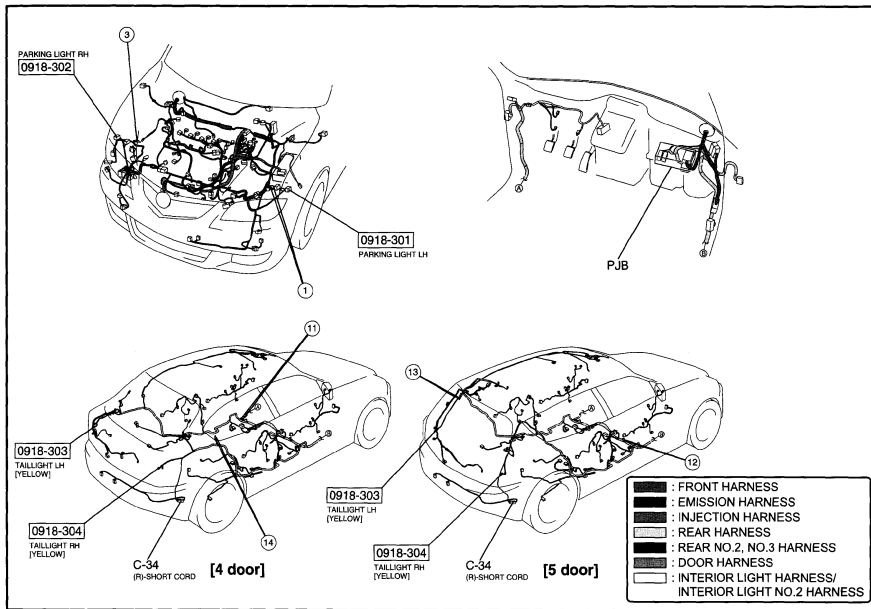 3
PARKING LIGHT RH
0918-302
0918-301
PARKING LIGHT LH
1
A
PJB
B
11
A
0918-303
TAILLIGHT LH
[YELLOW]
0918-304
TAILLIGHT RH
[YELLOW]
C-34
(R)-SHORT CORD
14
[4 door]
13
A
12
0918-303
TAILLIGHT LH
[YELLOW]
0918-304
TAILLIGHT RH
[YELLOW]
C-34
(R)-SHORT CORD
[5 door]
: FRONT HARNESS
: EMISSION HARNESS
: INJECTION HARNESS
: REAR HARNESS
: REAR NO.2, NO.3 HARNESS
: DOOR HARNESS
: INTERIOR LIGHT HARNESS/
INTERIOR LIGHT NO.2 HARNESS